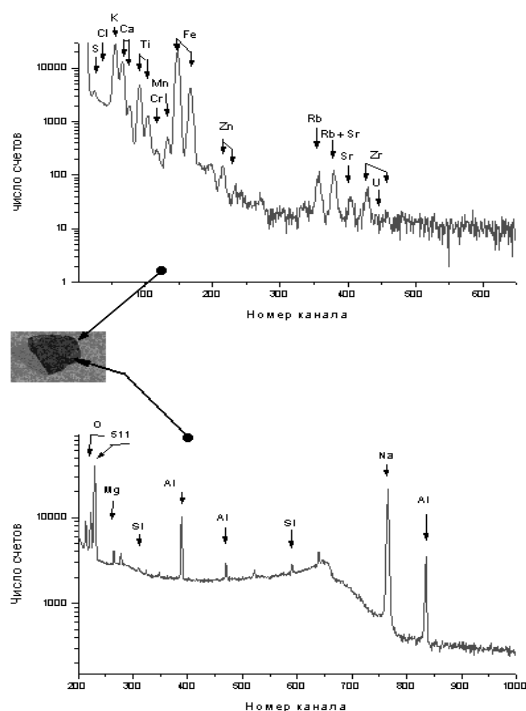 K
Cl Ca Fe
S Ti
Mn
Cr
Zn
Rb
Rb+Sr
Sr Zr
U
10000
1000
100
10
1
число счетов
100 200 300 400 500 600
Номер канала
O
511
Mg
SI
Al
Al
SI
Na
Al
10000
1000
Число счетов
200 300 400 500 600 700 800 900 1000
Номер канала